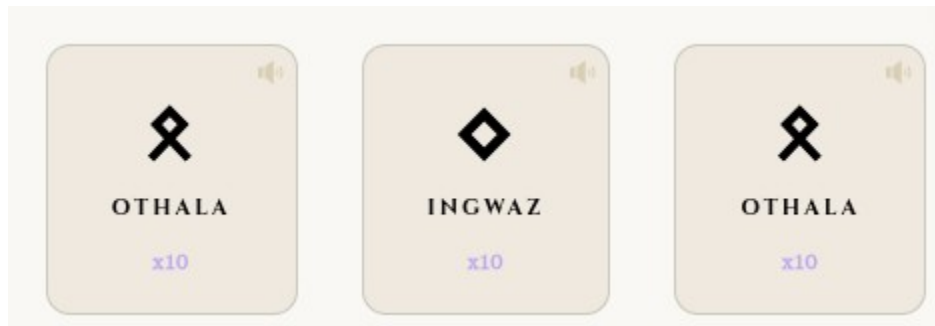 ᛟ ᛜ ᛟ
OTHALA INGWAZ OTHALA
x10 x10 x10